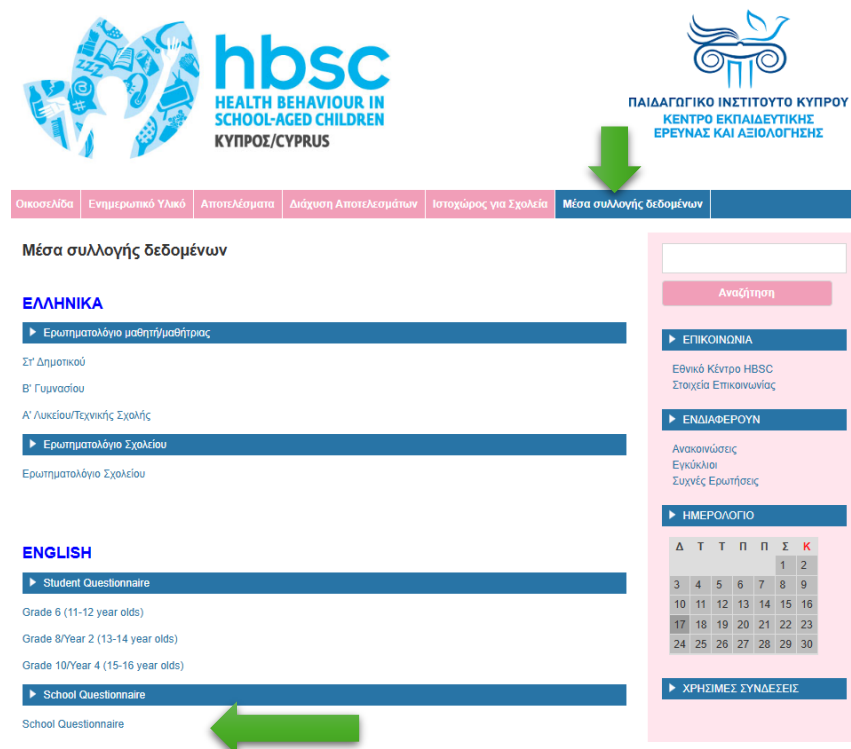 hbsc
HEALTH BEHAVIOUR IN
SCHOOL-AGED CHILDREN
ΚΥΠΡΟΣ/CYPRUS
ΠΑΙΔΑΓΩΓΙΚΟ ΙΝΣΤΙΤΟΥΤΟ ΚΥΠΡΟΥ
ΚΕΝΤΡΟ ΕΚΠΑΙΔΕΥΤΙΚΗΣ
ΕΡΕΥΝΑΣ ΚΑΙ ΑΞΙΟΛΟΓΗΣΗΣ
Οικοσελίδα Ενημερωτικό Υλικό Αποτελέσματα Διάχυση Αποτελεσμάτων Ιστοχώρος για Σχολεία Μέσα συλλογής δεδομένων
Μέσα συλλογής δεδομένων
ΕΛΛΗΝΙΚΑ
Ερωτηματολόγιο μαθητή/μαθήτριας
Στ' Δημοτικού
Β' Γυμνασίου
Α' Λυκείου/Τεχνικής Σχολής
Ερωτηματολόγιο Σχολείου
Ερωτηματολόγιο Σχολείου
ENGLISH
Student Questionnaire
Grade 6 (11-12 year olds)
Grade 8/Year 2 (13-14 year olds)
Grade 10/Year 4 (15-16 year olds)
School Questionnaire
School Questionnaire
Αναζήτηση
ΕΠΙΚΟΙΝΩΝΙΑ
Εθνικό Κέντρο HBSC
Στοιχεία Επικοινωνίας
ΕΝΔΙΑΦΕΡΟΥΝ
Ανακοινώσεις
Εγκύκλιοι
Συχνές Ερωτήσεις
ΗΜΕΡΟΛΟΓΙΟ
Δ Τ Τ Π Π Σ Κ
1 2
3 4 5 6 7 8 9
10 11 12 13 14 15 16
17 18 19 20 21 22 23
24 25 26 27 28 29 30
ΧΡΗΣΙΜΕΣ ΣΥΝΔΕΣΕΙΣ